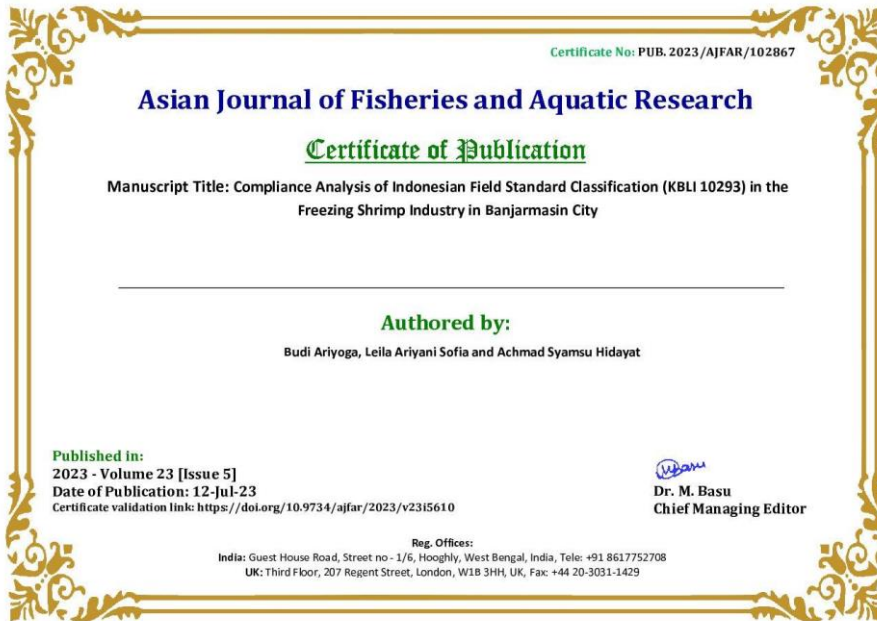 Certificate No: PUB. 2023/AJFAR/102867
Asian Journal of Fisheries and Aquatic Research
Certificate of Publication
Manuscript Title: Compliance Analysis of Indonesian Field Standard Classification (KBLI 10293) in the
Freezing Shrimp Industry in Banjarmasin City
Authored by:
Budi Ariyoga, Leila Ariyani Sofia and Achmad Syamsu Hidayat
Published in:
2023 - Volume 23 [Issue 5]
Date of Publication: 12-Jul-23
Certificate validation link: https://doi.org/10.9734/ajfar/2023/v23i5610
MBasu
Dr. M. Basu
Chief Managing Editor
Reg. Offices:
India: Guest House Road, Street no - 1/6, Hooghly, West Bengal, India, Tele: +91 8617752708
UK: Third Floor, 207 Regent Street, London, W1B 3HH, UK, Fax: +44 20-3031-1429